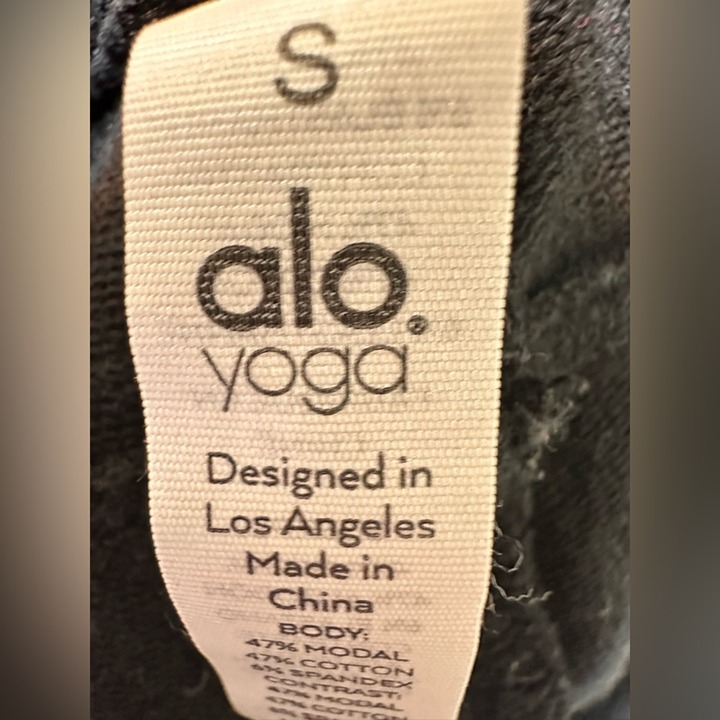 S
alo.
yoga
Designed in
Los Angeles
Made in
China
BODY:
47% MODAL
47% COTTON
6% SPANDEX
CONTRAST:
47% MODAL
COTTON